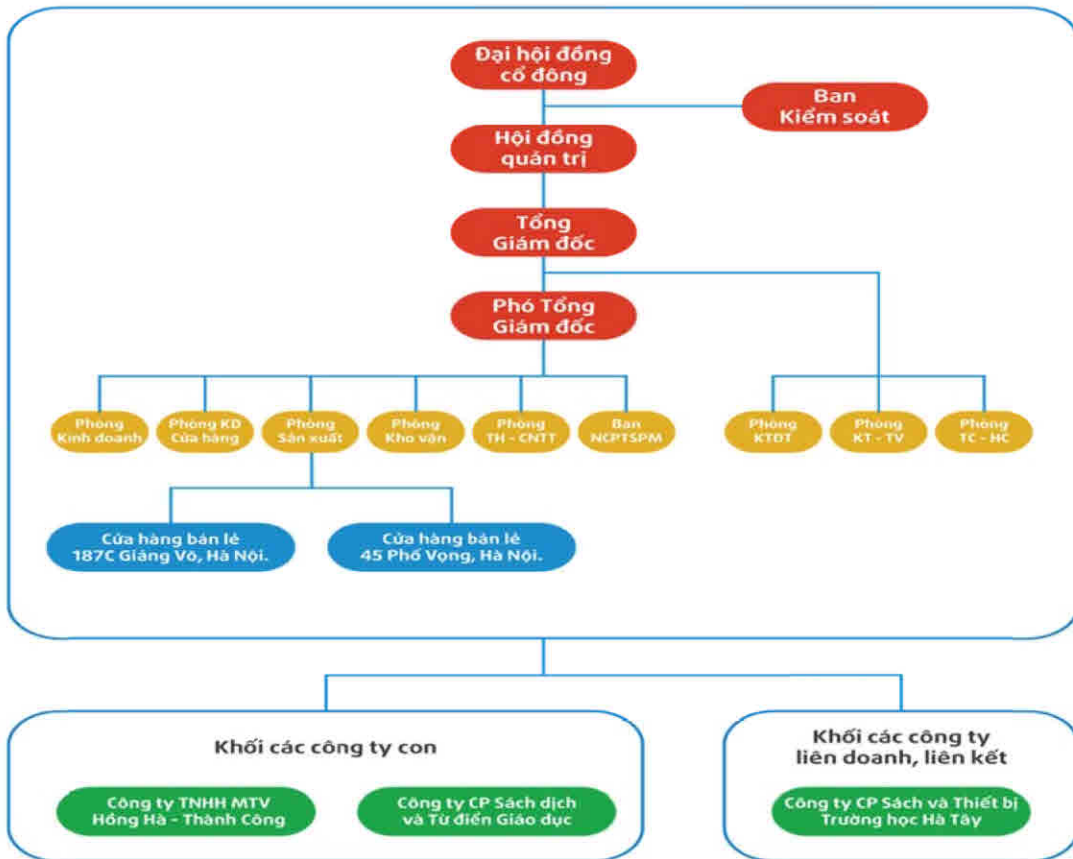 Đại hội đồng
cổ đông
Ban
Kiểm soát
Hội đồng
quản trị
Tổng
Giám đốc
Phó Tổng
Giám đốc
Phòng
Kinh doanh
Phòng KD
Cửa hàng
Phòng
Sản xuất
Phòng
Kho vận
Phòng
TH - CNTT
Ban
NCPTSPM
Phòng
KTĐT
Phòng
KT - TV
Phòng
TC - HC
Cửa hàng bán lẻ
187C Giảng Võ, Hà Nội.
Cửa hàng bán lẻ
45 Phố Vọng, Hà Nội.
Khối các công ty con
Công ty TNHH MTV
Hồng Hà - Thành Công
Công ty CP Sách dịch
và Từ điển Giáo dục
Khối các công ty
liên doanh, liên kết
Công ty CP Sách và Thiết bị
Trường học Hà Tây